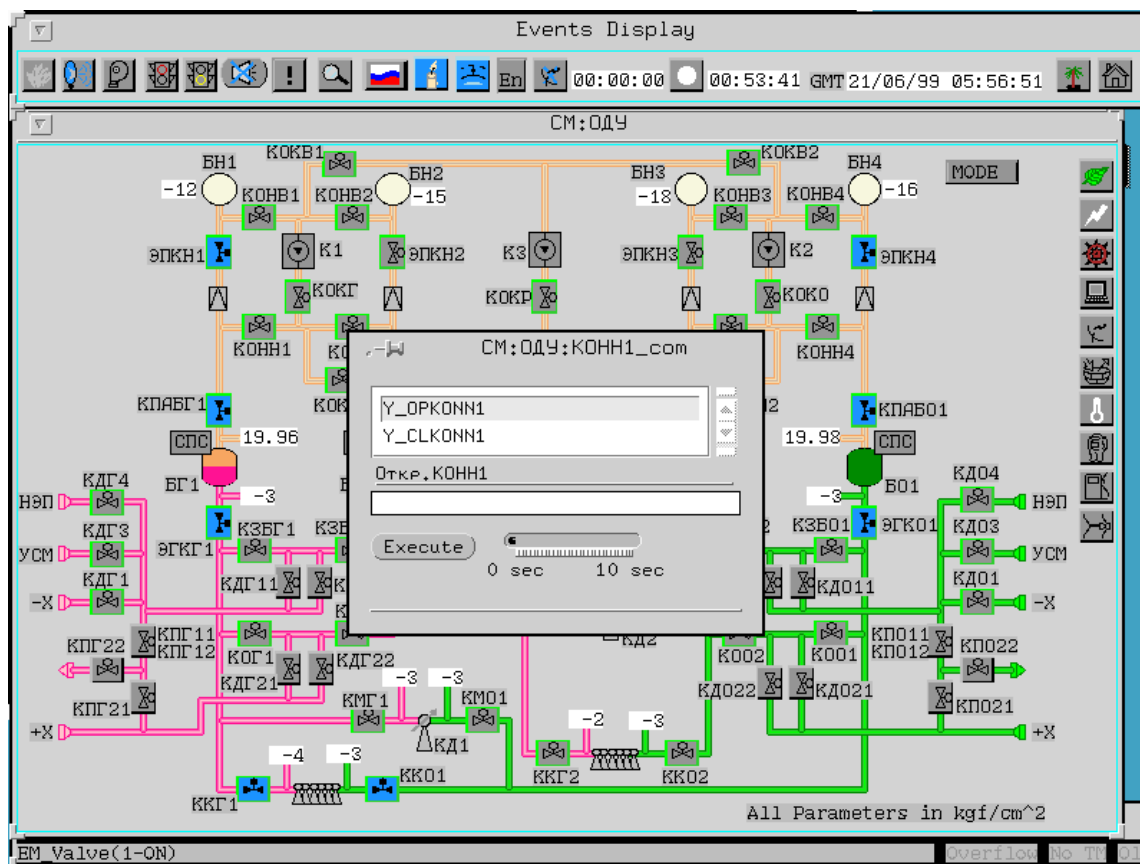 Events Display
! En 00:00:00 00:53:41 GMT 21/06/99 05:56:51
СМ:ОДУ
БН1 КОКВ1 БН2 БН3 КОКВ2 БН4 MODE
-12 КОНВ1 КОНВ2 -15 -18 КОНВ3 КОНВ4 -16
ЭПКН1 К1 ЭПКН2 К3 ЭПКН3 К2 ЭПКН4
КОКГ КОКР КОКО
КОНН1 КОНН4
СМ:ОДУ:КОНН1_com
Y_OPKONN1
Y_CLKONN1
Откр.КОНН1
Execute
0 sec 10 sec
КПАБГ1 КПАБО1
СПС 19.96 19.98 СПС
БГ1 -3 -3 БО1
КДГ4 КДО4
НЭП НЭП
ЭГКГ1 КЗБГ1 КЗБО1 ЭГКО1
КДГ3 КДО3
УСМ УСМ
КДГ1 КДГ11 КДО11 КДО1
-X -X
КПГ22 КПГ11 КПО11 КПО22
КПГ12 КПО12
КОГ1 КДГ22 КД2 КОО2 КОО1
КДГ21 КДО22 КДО21
КПГ21 КПО21
+X +X
КМГ1 -3 -3 КМО1
КД1
-2 -3
ККГ2 ККО2
-4 -3
ККГ1 ККО1
All Parameters in kgf/cm^2
EM_Valve(1-ON) Overflow No TM